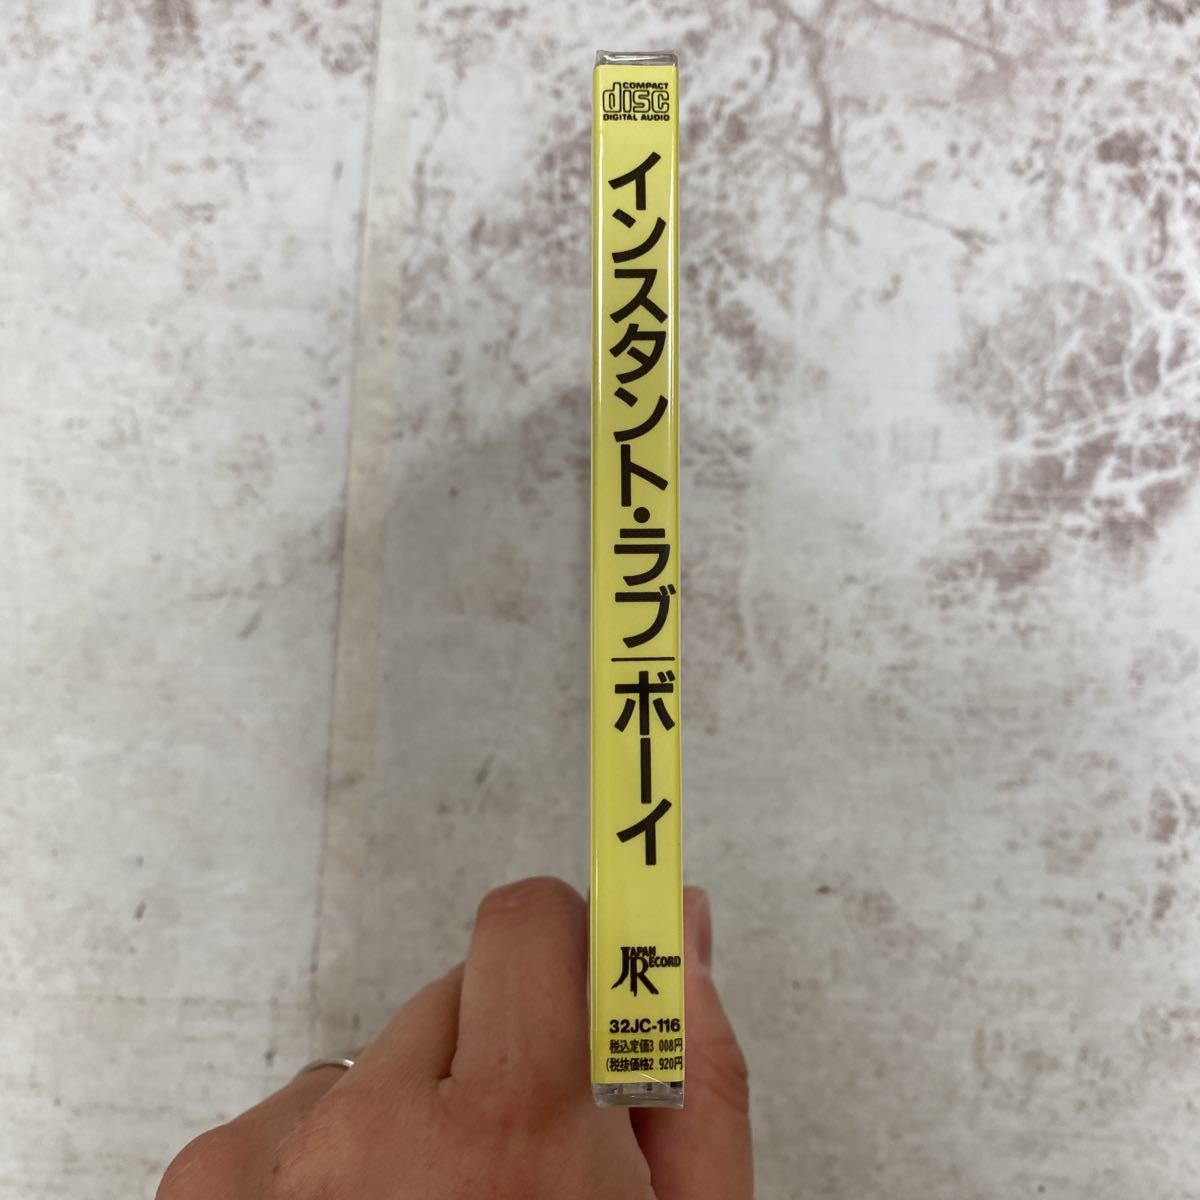 COMPACT
disc
DIGITAL AUDIO
インスタント・ラブ|ボーイ
JAPAN
RECORD
32JC-116
税込定価3 008円
(税抜価格2 920円